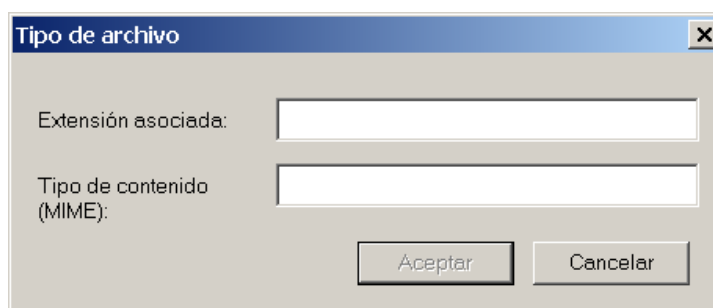 Tipo de archivo
Extensión asociada:
Tipo de contenido
(MIME):
Aceptar Cancelar